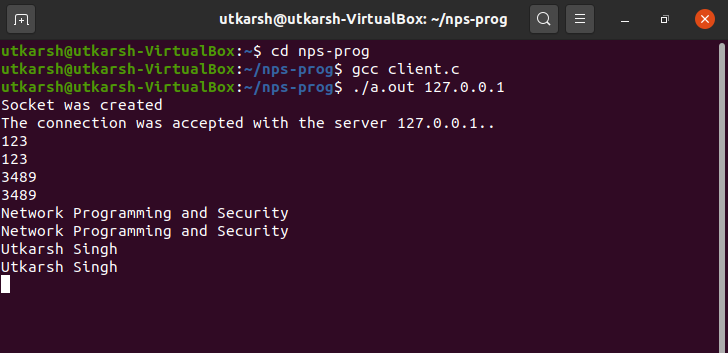 utkarsh@utkarsh-VirtualBox: ~/nps-prog
utkarsh@utkarsh-VirtualBox:~$ cd nps-prog
utkarsh@utkarsh-VirtualBox:~/nps-prog$ gcc client.c
utkarsh@utkarsh-VirtualBox:~/nps-prog$ ./a.out 127.0.0.1
Socket was created
The connection was accepted with the server 127.0.0.1..
123
123
3489
3489
Network Programming and Security
Network Programming and Security
Utkarsh Singh
Utkarsh Singh